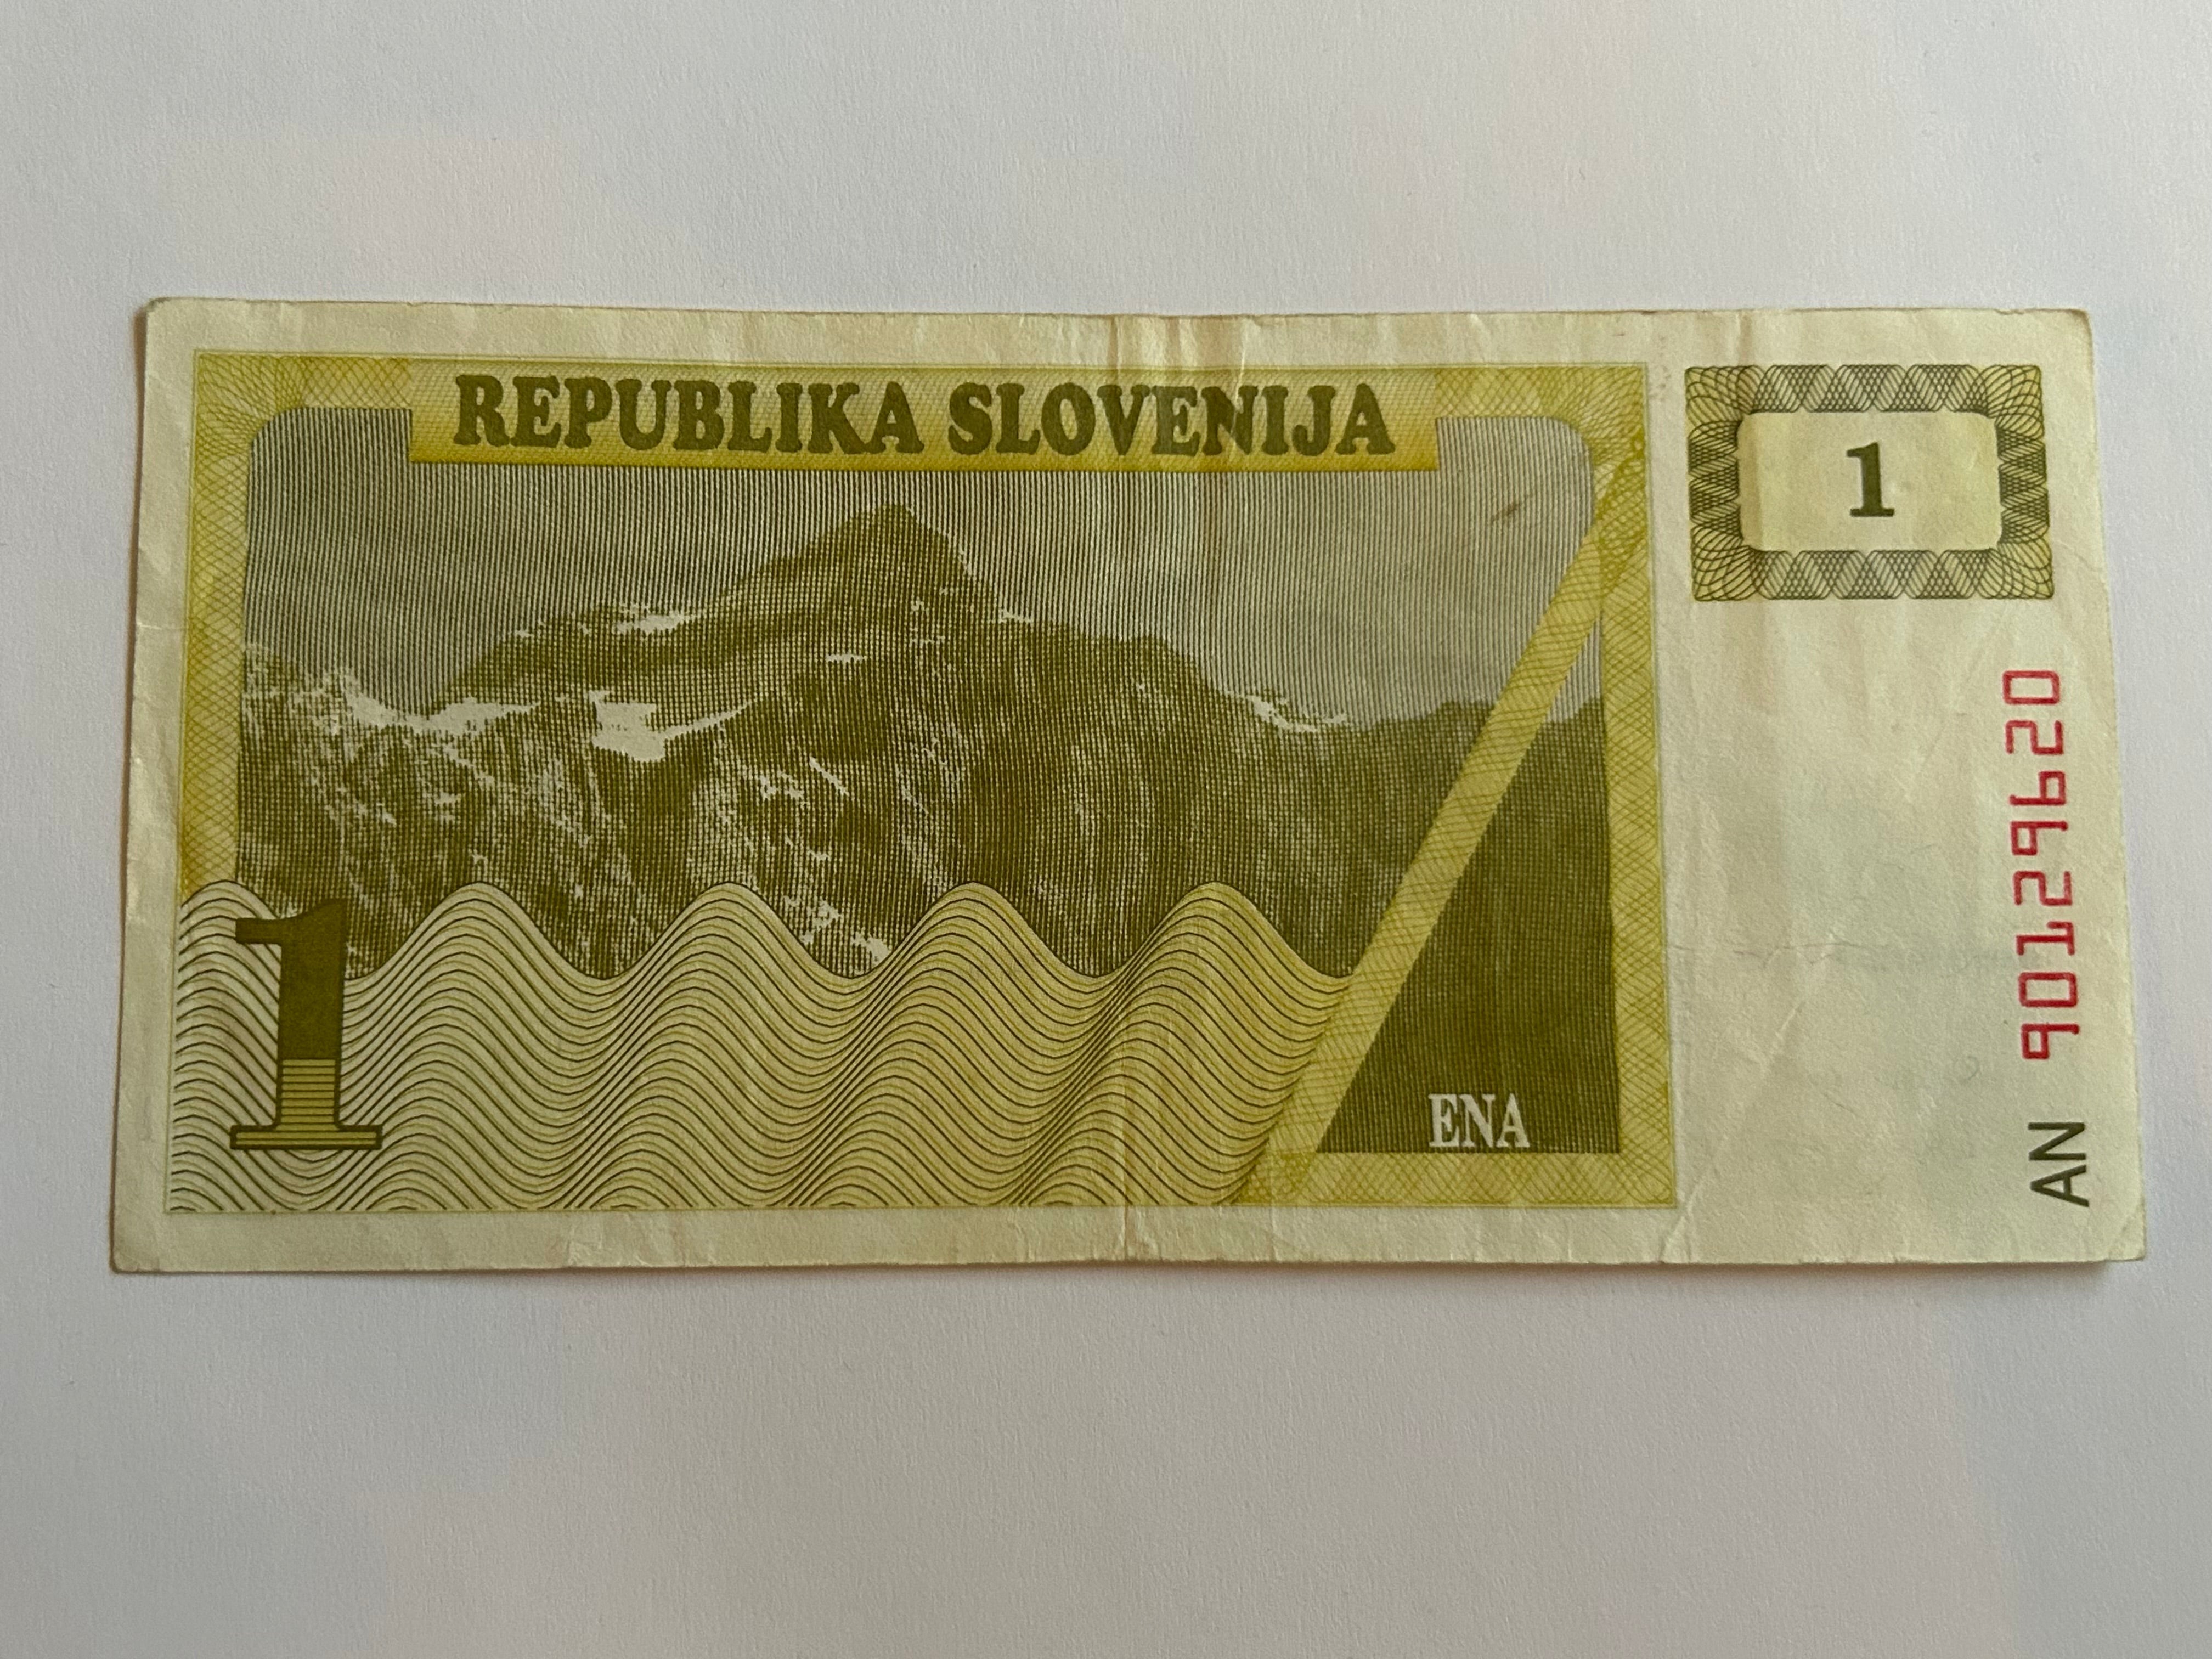 REPUBLIKA SLOVENIJA
1
1
ENA
AN 90129620